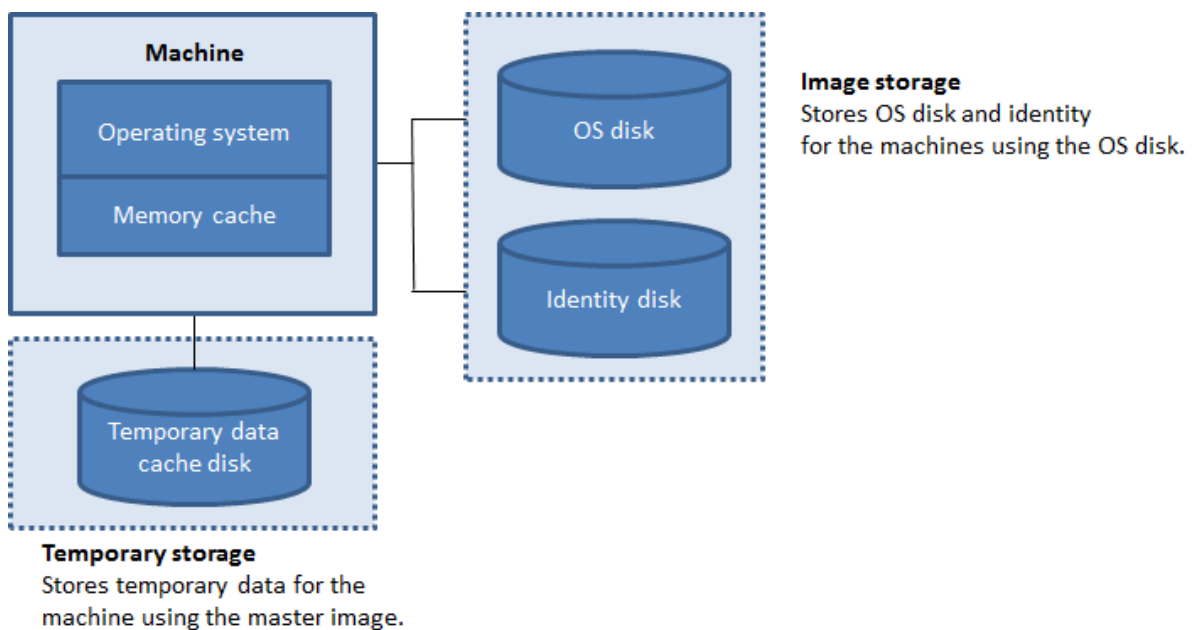 Machine
Operating system
Memory cache
OS disk
Identity disk
Image storage
Stores OS disk and identity
for the machines using the OS disk.
Temporary data
cache disk
Temporary storage
Stores temporary data for the
machine using the master image.